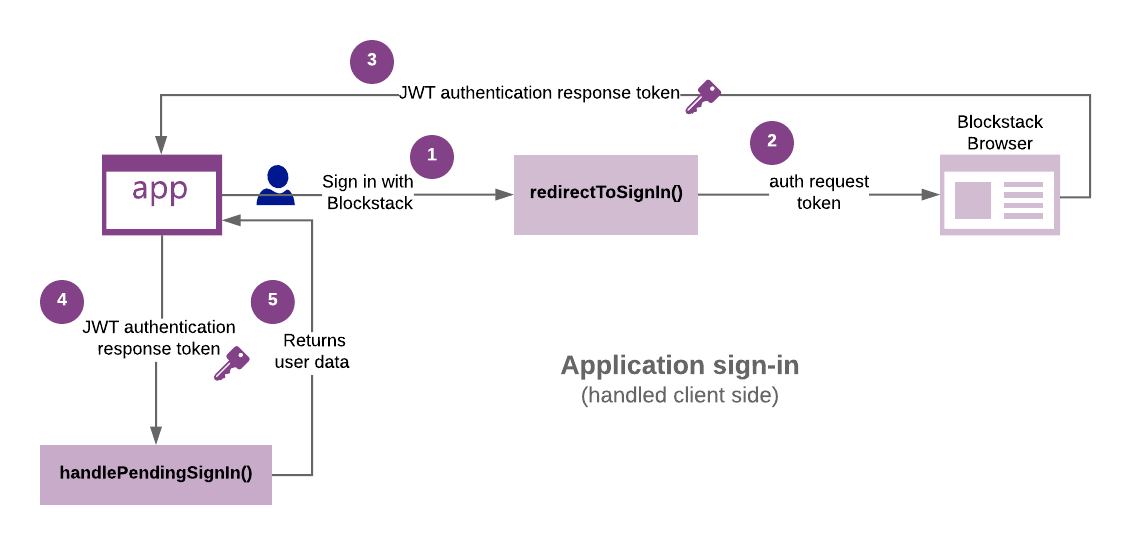 3
JWT authentication response token
1
2
Blockstack
Browser
app
Sign in with
Blockstack
redirectToSignIn()
auth request
token
4
5
JWT authentication
response token
Returns
user data
Application sign-in
(handled client side)
handlePendingSignIn()